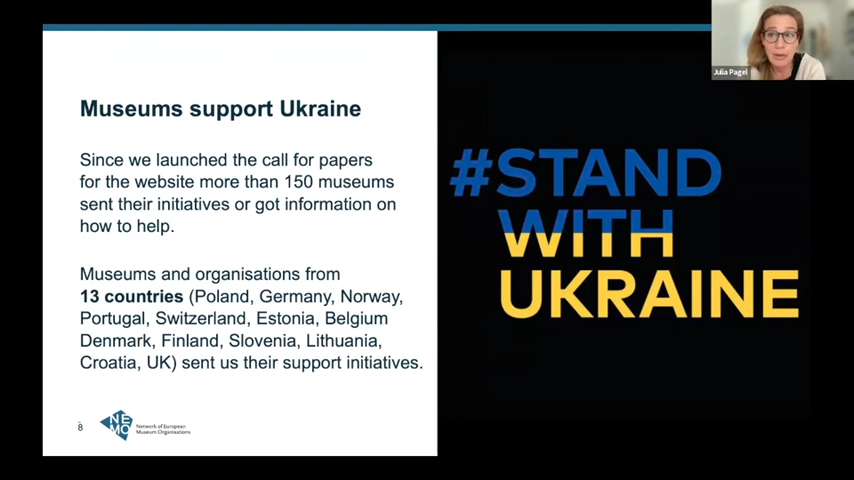 Julia Pagel
Museums support Ukraine
Since we launched the call for papers
for the website more than 150 museums
sent their initiatives or got information on
how to help.
Museums and organisations from
13 countries (Poland, Germany, Norway,
Portugal, Switzerland, Estonia, Belgium
Denmark, Finland, Slovenia, Lithuania,
Croatia, UK) sent us their support initiatives.
#STAND
WITH
UKRAINE
8
NE
MO
Network of European
Museum Organisations